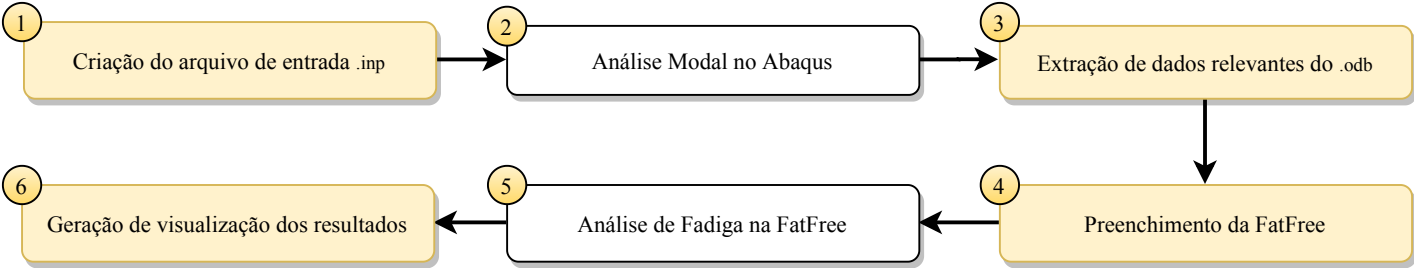 1
Criação do arquivo de entrada .inp
2
Análise Modal no Abaqus
3
Extração de dados relevantes do .odb
4
Preenchimento da FatFree
5
Análise de Fadiga na FatFree
6
Geração de visualização dos resultados